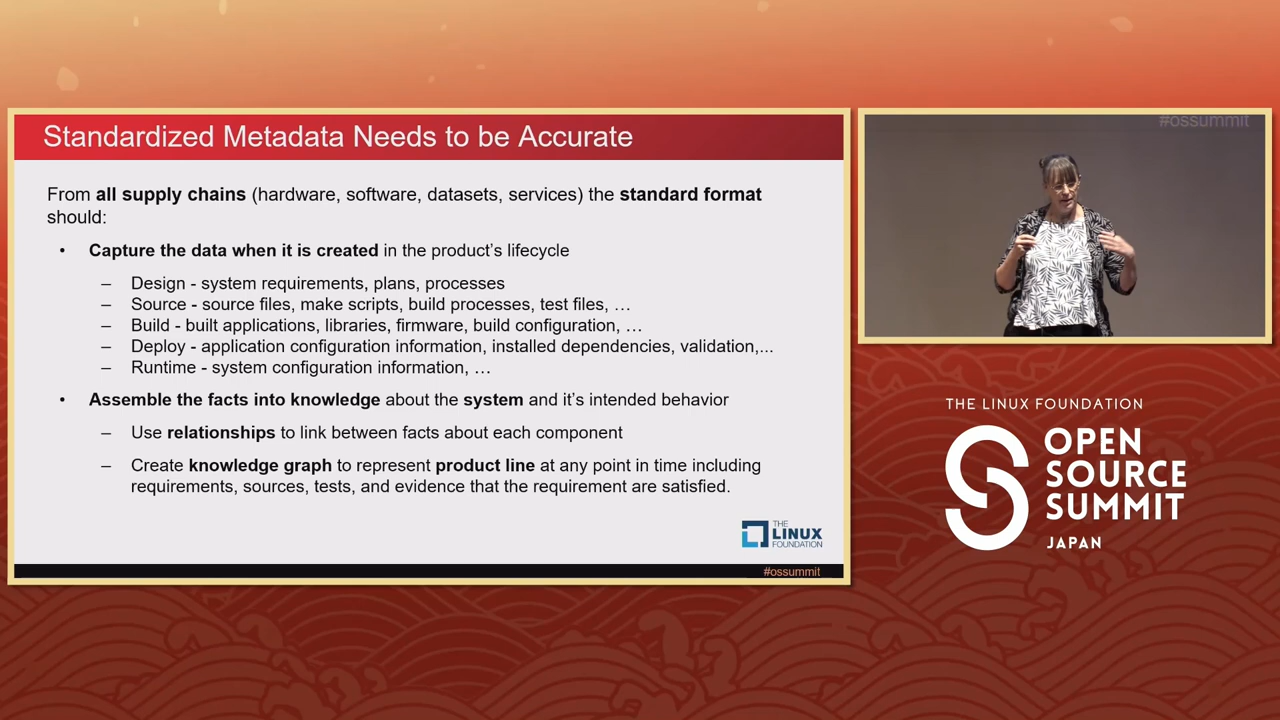 Standardized Metadata Needs to be Accurate
From all supply chains (hardware, software, datasets, services) the standard format
should:
• Capture the data when it is created in the product's lifecycle
– Design - system requirements, plans, processes
– Source - source files, make scripts, build processes, test files, …
– Build - built applications, libraries, firmware, build configuration, …
– Deploy - application configuration information, installed dependencies, validation,...
– Runtime - system configuration information, …
• Assemble the facts into knowledge about the system and it's intended behavior
– Use relationships to link between facts about each component
– Create knowledge graph to represent product line at any point in time including
requirements, sources, tests, and evidence that the requirement are satisfied.
THE
LINUX
FOUNDATION
#ossummit
#ossummit
THE LINUX FOUNDATION
OPEN
SOURCE
SUMMIT
JAPAN